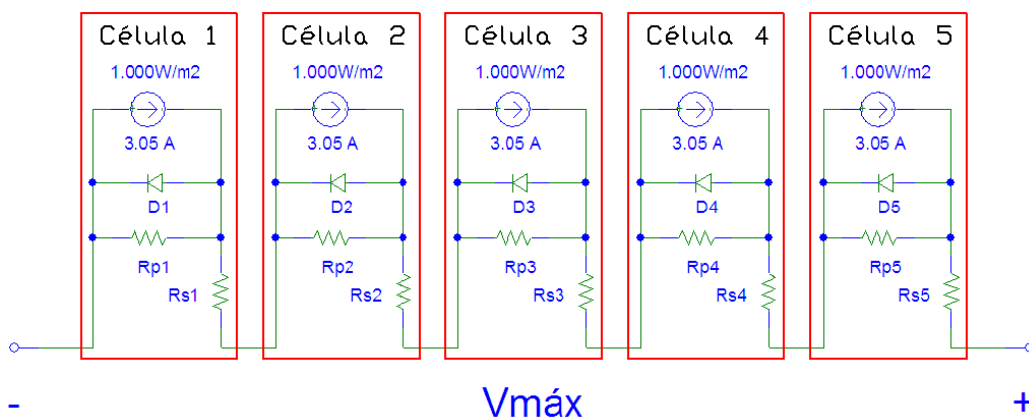 Célula 1 Célula 2 Célula 3 Célula 4 Célula 5
1.000W/m2 1.000W/m2 1.000W/m2 1.000W/m2 1.000W/m2
3.05 A 3.05 A 3.05 A 3.05 A 3.05 A
D1 D2 D3 D4 D5
Rp1 Rp2 Rp3 Rp4 Rp5
Rs1 Rs2 Rs3 Rs4 Rs5
- Vmáx +